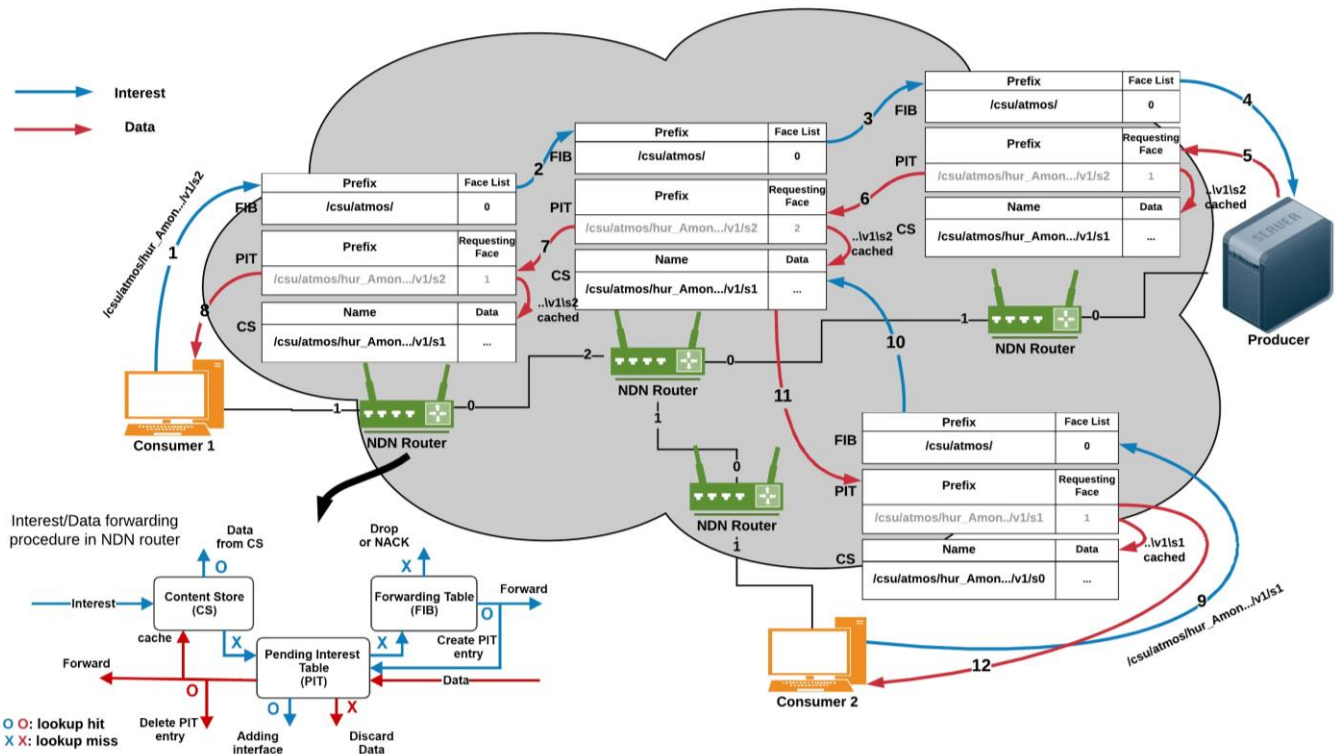 Interest
Data
/csu/atmos/hur_Amon.../v1/s2
1
FIB
Prefix
Face List
/csu/atmos/
0
PIT
Prefix
Requesting
Face
/csu/atmos/hur_Amon.../v1/s2
1
CS
Name
Data
/csu/atmos/hur_Amon.../v1/s1
...
..\v1\s2
cached
2
FIB
Prefix
Face List
/csu/atmos/
0
PIT
Prefix
Requesting
Face
/csu/atmos/hur_Amon.../v1/s2
2
CS
Name
Data
/csu/atmos/hur_Amon.../v1/s1
...
..\v1\s2
cached
3
FIB
Prefix
Face List
/csu/atmos/
0
PIT
Prefix
Requesting
Face
/csu/atmos/hur_Amon.../v1/s2
1
CS
Name
Data
/csu/atmos/hur_Amon.../v1/s1
...
..\v1\s2
cached
4
5
6
7
8
SERVER
Producer
Consumer 1
1
NDN Router
0
2
NDN Router
0
1
1
NDN Router
0
0
NDN Router
1
10
11
FIB
Prefix
Face List
/csu/atmos/
0
PIT
Prefix
Requesting
Face
/csu/atmos/hur_Amon../v1/s1
1
CS
Name
Data
/csu/atmos/hur_Amon.../v1/s0
...
..\v1\s1
cached
9
/csu/atmos/hur_Amon.../v1/s1
12
Consumer 2
Interest/Data forwarding
procedure in NDN router
Data
from CS
O
Drop
or NACK
X
Interest
Content Store
(CS)
Forwarding Table
(FIB)
Forward
O
cache
X
X
Create PIT
entry
Pending Interest
Table
(PIT)
Forward
Data
O
O
X
Delete PIT
entry
Adding
interface
Discard
Data
O O: lookup hit
X X: lookup miss